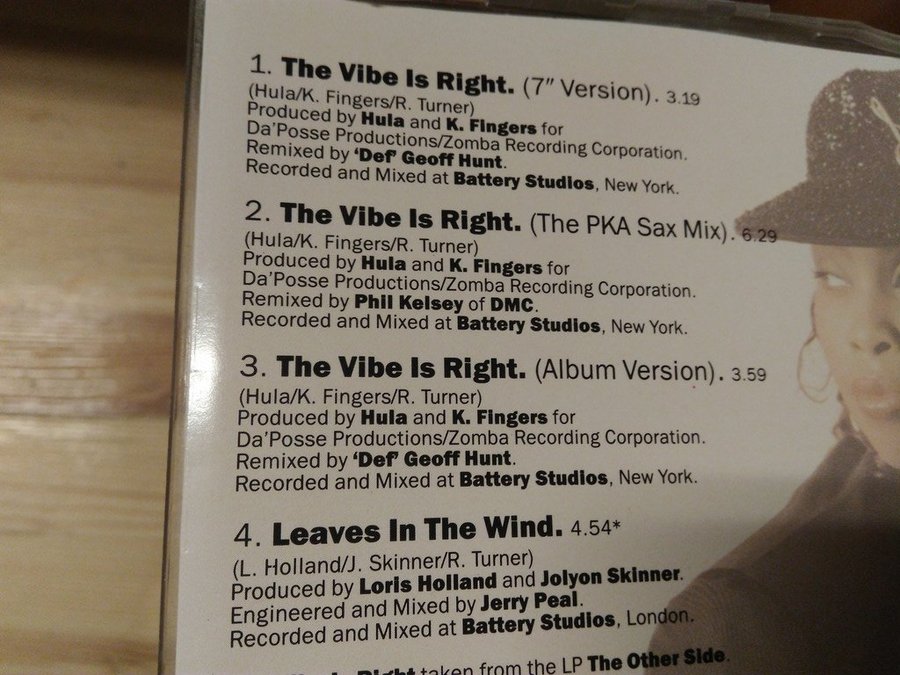 1. The Vibe Is Right. (7" Version). 3.19
(Hula/K. Fingers/R. Turner)
Produced by Hula and K. Fingers for
Da'Posse Productions/Zomba Recording Corporation.
Remixed by 'Def' Geoff Hunt.
Recorded and Mixed at Battery Studios, New York.
2. The Vibe Is Right. (The PKA Sax Mix). 6.29
(Hula/K. Fingers/R. Turner)
Produced by Hula and K. Fingers for
Da'Posse Productions/Zomba Recording Corporation.
Remixed by Phil Kelsey of DMC.
Recorded and Mixed at Battery Studios, New York.
3. The Vibe Is Right. (Album Version). 3.59
(Hula/K. Fingers/R. Turner)
Produced by Hula and K. Fingers for
Da'Posse Productions/Zomba Recording Corporation.
Remixed by 'Def' Geoff Hunt.
Recorded and Mixed at Battery Studios, New York.
4. Leaves In The Wind. 4.54*
(L. Holland/J. Skinner/R. Turner)
Produced by Loris Holland and Jolyon Skinner.
Engineered and Mixed by Jerry Peal.
Recorded and Mixed at Battery Studios, London.
Is Right taken from the LP The Other Side.